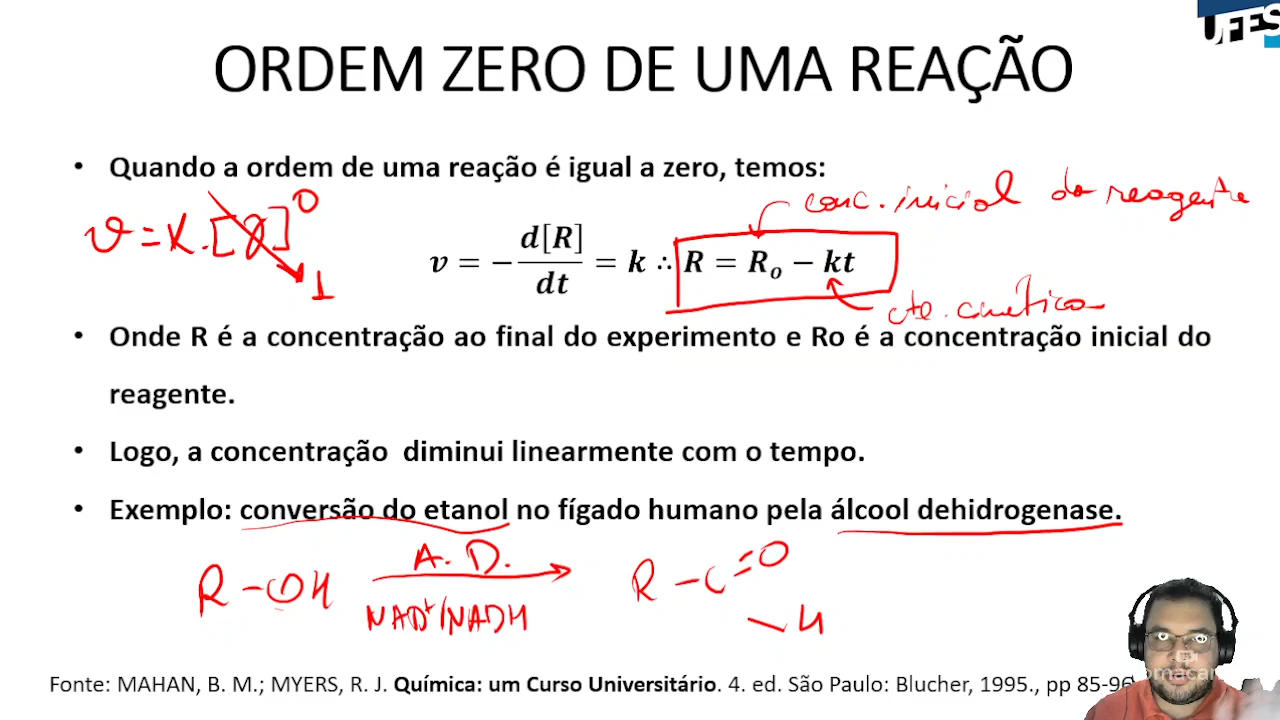 UFES
ORDEM ZERO DE UMA REAÇÃO
• Quando a ordem de uma reação é igual a zero, temos:
conc. inicial do reagente
v = K.[R]⁰
1
v = − d[R]/dt = k ∴ R = Rₒ − kt
cte. cinética
• Onde R é a concentração ao final do experimento e Ro é a concentração inicial do
reagente.
• Logo, a concentração diminui linearmente com o tempo.
• Exemplo: conversão do etanol no fígado humano pela álcool dehidrogenase.
A. D.
R – OH
R – C = O
NAD⁺/NADH
H
Fonte: MAHAN, B. M.; MYERS, R. J. Química: um Curso Universitário. 4. ed. São Paulo: Blucher, 1995., pp 85-96